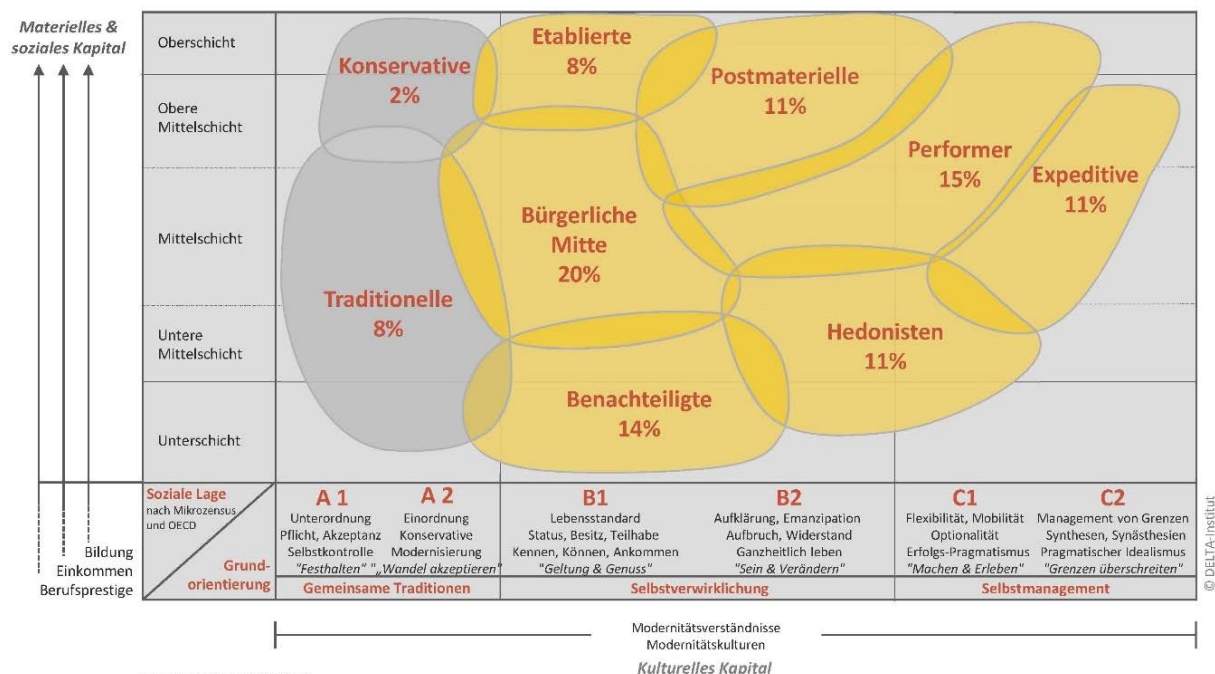 Materielles &
soziales Kapital
Oberschicht
Obere
Mittelschicht
Mittelschicht
Untere
Mittelschicht
Unterschicht
Konservative
2%
Etablierte
8%
Postmaterielle
11%
Performer
15%
Expeditive
11%
Bürgerliche
Mitte
20%
Traditionelle
8%
Hedonisten
11%
Benachteiligte
14%
Soziale Lage
nach Mikrozensus
und OECD
Grund-
orientierung
Bildung
Einkommen
Berufsprestige
A 1
Unterordnung
Pflicht, Akzeptanz
Selbstkontrolle
"Festhalten"
A 2
Einordnung
Konservative
Modernisierung
"„Wandel akzeptieren"
B1
Lebensstandard
Status, Besitz, Teilhabe
Kennen, Können, Ankommen
"Geltung & Genuss"
B2
Aufklärung, Emanzipation
Aufbruch, Widerstand
Ganzheitlich leben
"Sein & Verändern"
C1
Flexibilität, Mobilität
Optionalität
Erfolgs-Pragmatismus
"Machen & Erleben"
C2
Management von Grenzen
Synthesen, Synästhesien
Pragmatischer Idealismus
"Grenzen überschreiten"
Gemeinsame Traditionen
Selbstverwirklichung
Selbstmanagement
Modernitätsverständnisse
Modernitätskulturen
Kulturelles Kapital
© DELTA-Institut